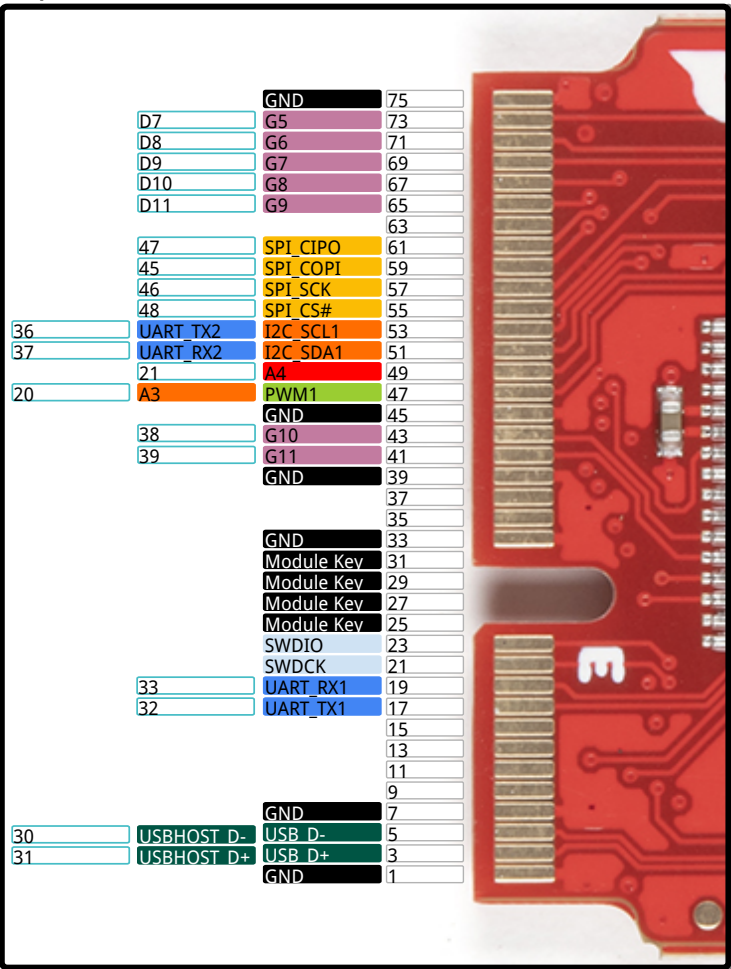 GND 75
D7 G5 73
D8 G6 71
D9 G7 69
D10 G8 67
D11 G9 65
63
47 SPI_CIPO 61
45 SPI_COPI 59
46 SPI_SCK 57
48 SPI_CS# 55
36 UART_TX2 I2C_SCL1 53
37 UART_RX2 I2C_SDA1 51
21 A4 49
20 A3 PWM1 47
GND 45
38 G10 43
39 G11 41
GND 39
37
35
GND 33
Module Key 31
Module Key 29
Module Key 27
Module Key 25
SWDIO 23
SWDCK 21
33 UART_RX1 19
32 UART_TX1 17
15
13
11
9
GND 7
30 USBHOST_D- USB_D- 5
31 USBHOST_D+ USB_D+ 3
GND 1
E